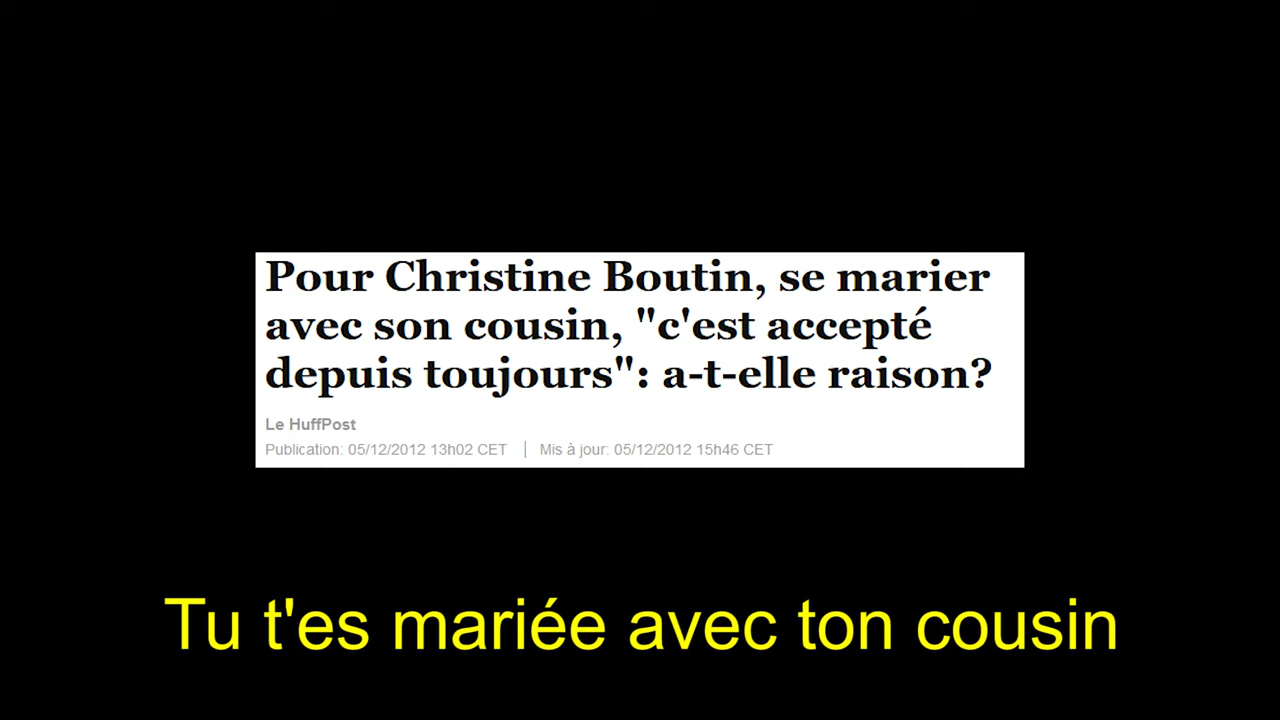 Pour Christine Boutin, se marier
avec son cousin, "c'est accepté
depuis toujours": a-t-elle raison?
Le HuffPost
Publication: 05/12/2012 13h02 CET | Mis à jour: 05/12/2012 15h46 CET
Tu t'es mariée avec ton cousin